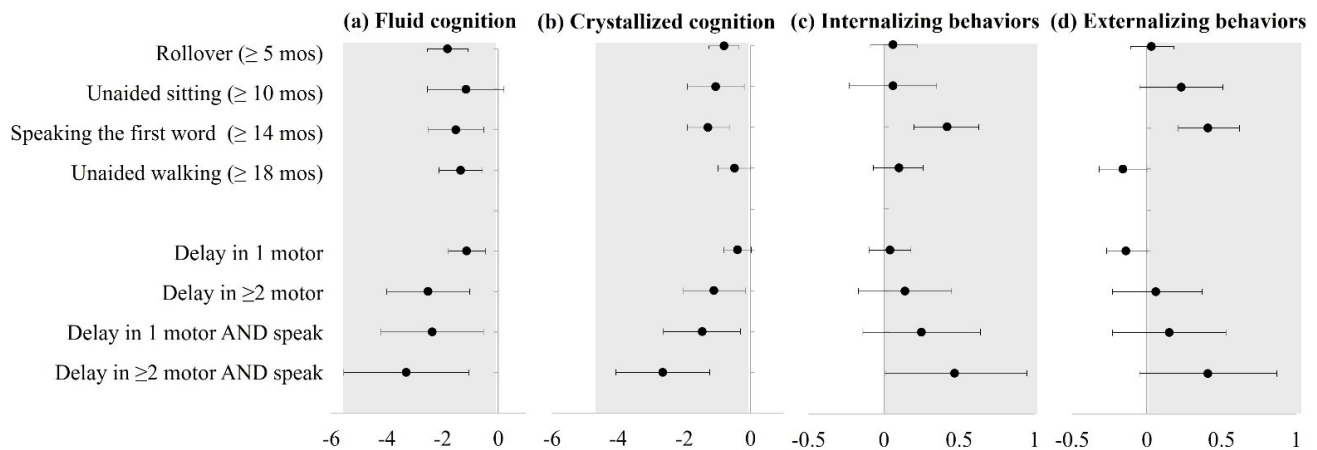 (a) Fluid cognition (b) Crystallized cognition (c) Internalizing behaviors (d) Externalizing behaviors
Rollover (≥ 5 mos)
Unaided sitting (≥ 10 mos)
Speaking the first word (≥ 14 mos)
Unaided walking (≥ 18 mos)
Delay in 1 motor
Delay in ≥2 motor
Delay in 1 motor AND speak
Delay in ≥2 motor AND speak
-6 -4 -2 0 -6 -4 -2 0 -0.5 0 0.5 1 -0.5 0 0.5 1